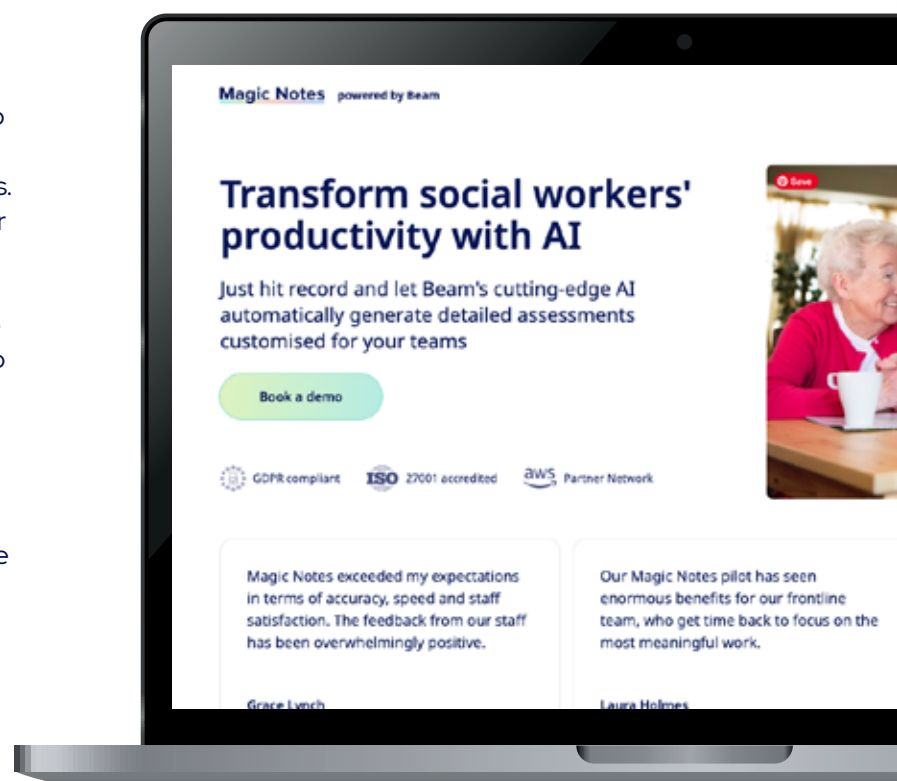 Magic Notes powered by Beam
Save
Transform social workers'
productivity with AI
Just hit record and let Beam's cutting-edge AI
automatically generate detailed assessments
customised for your teams
Book a demo
GDPR compliant ISO 27001 accredited aws Partner Network
Magic Notes exceeded my expectations
in terms of accuracy, speed and staff
satisfaction. The feedback from our staff
has been overwhelmingly positive.
Grace Lynch
Our Magic Notes pilot has seen
enormous benefits for our frontline
team, who get time back to focus on the
most meaningful work.
Laura Holmes